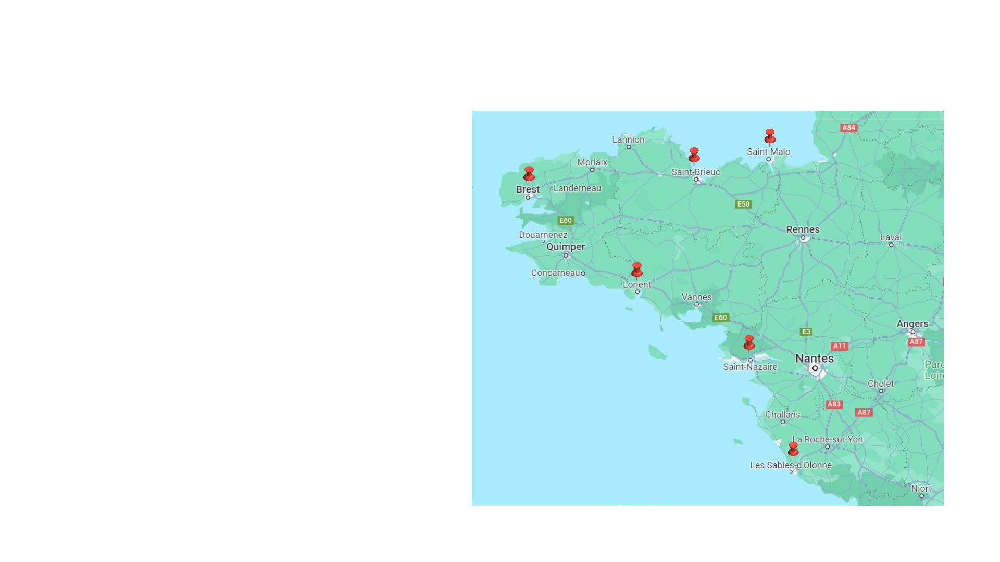 A84
Lannion
Saint-Malo
Morlaix
Saint-Brieuc
Brest
Landerneau
E50
E60
Rennes
Douarnenez
Laval
Quimper
Concarneau
Lorient
Vannes
E60
Angers
E3
A87
A11
Nantes
Parc
Loire
Saint-Nazaire
Cholet
A83
A87
Challans
La Roche-sur-Yon
Les Sables-d'Olonne
Niort